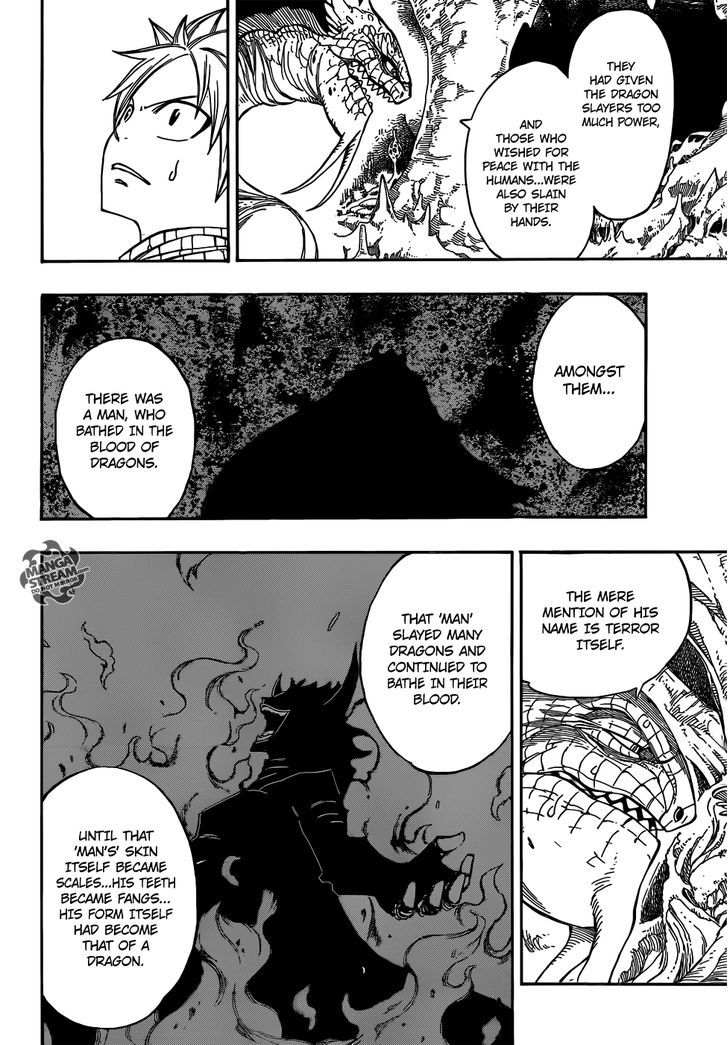 THEY
HAD GIVEN
THE DRAGON
SLAYERS TOO
MUCH POWER,
AND
THOSE WHO
WISHED FOR
PEACE WITH THE
HUMANS...WERE
ALSO SLAIN
BY THEIR
HANDS.
AMONGST
THEM...
THERE WAS
A MAN, WHO
BATHED IN
THE BLOOD OF
DRAGONS.
THE MERE
MENTION OF HIS
NAME IS TERROR
ITSELF.
THAT 'MAN'
SLAYED MANY
DRAGONS AND
CONTINUED TO
BATHE IN THEIR
BLOOD.
UNTIL THAT
'MAN'S' SKIN
ITSELF BECAME
SCALES...HIS TEETH
BECAME FANGS...
HIS FORM ITSELF
HAD BECOME
THAT OF A
DRAGON.
MANGA
STREAM.com
DO NOT MIRROR